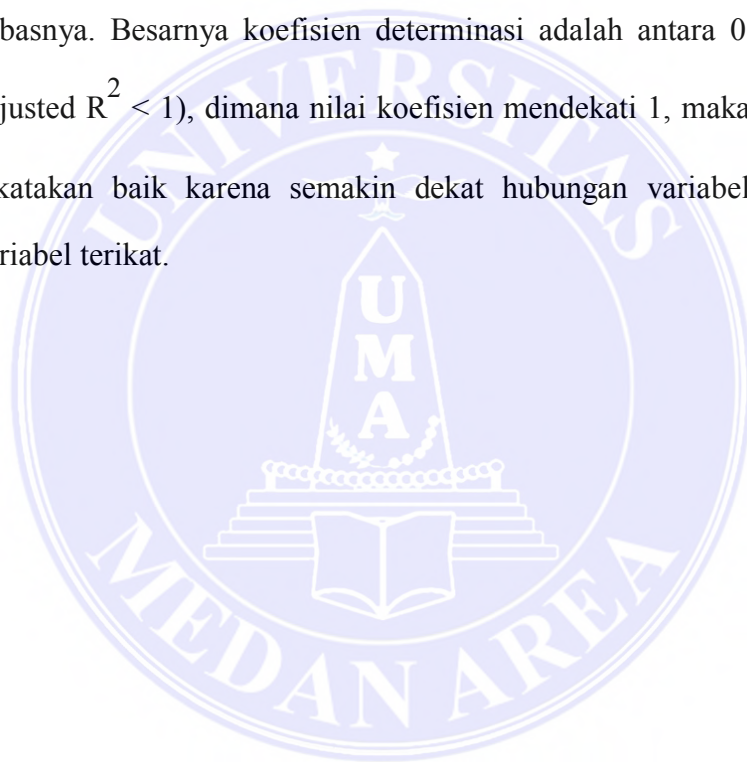 basnya. Besarnya koefisien determinasi adalah antara 0
justed R² < 1), dimana nilai koefisien mendekati 1, maka
katakan baik karena semakin dekat hubungan variabel
riabel terikat.
UNIVERSITAS
U
M
A
MEDAN AREA